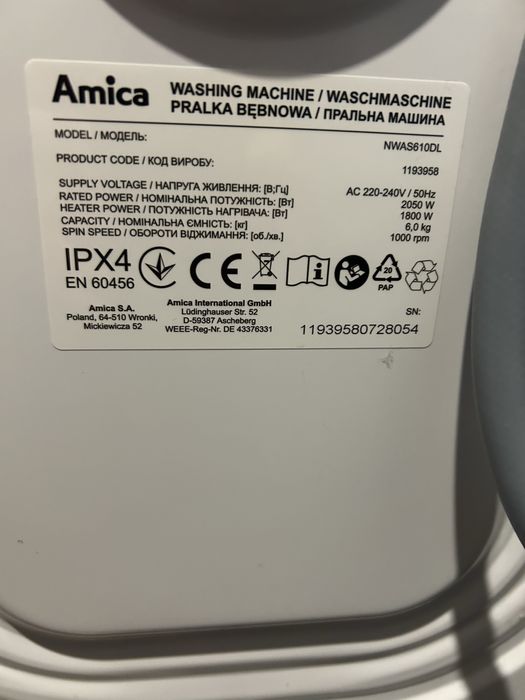 Amica
WASHING MACHINE / WASCHMASCHINE
PRALKA BĘBNOWA / ПРАЛЬНА МАШИНА
MODEL / МОДЕЛЬ: NWAS610DL
PRODUCT CODE / КОД ВИРОБУ: 1193958
SUPPLY VOLTAGE / НАПРУГА ЖИВЛЕННЯ: [В;Гц] AC 220-240V / 50Hz
RATED POWER / НОМІНАЛЬНА ПОТУЖНІСТЬ: [Вт] 2050 W
HEATER POWER / ПОТУЖНІСТЬ НАГРІВАЧА: [Вт] 1800 W
CAPACITY / НОМІНАЛЬНА ЄМНІСТЬ: [кг] 6,0 kg
SPIN SPEED / ОБОРОТИ ВІДЖИМАННЯ: [об./хв.] 1000 rpm
IPX4
EN 60456
CE
i
20
PAP
Amica S.A.
Poland, 64-510 Wronki,
Mickiewicza 52
Amica International GmbH
Lüdinghauser Str. 52
D-59387 Ascheberg
WEEE-Reg-Nr. DE 43376331
SN:
11939580728054